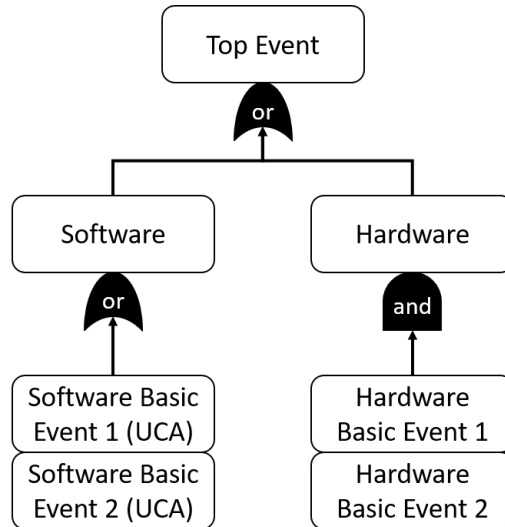 Top Event
or
Software
Hardware
or
and
Software Basic
Event 1 (UCA)
Hardware
Basic Event 1
Software Basic
Event 2 (UCA)
Hardware
Basic Event 2